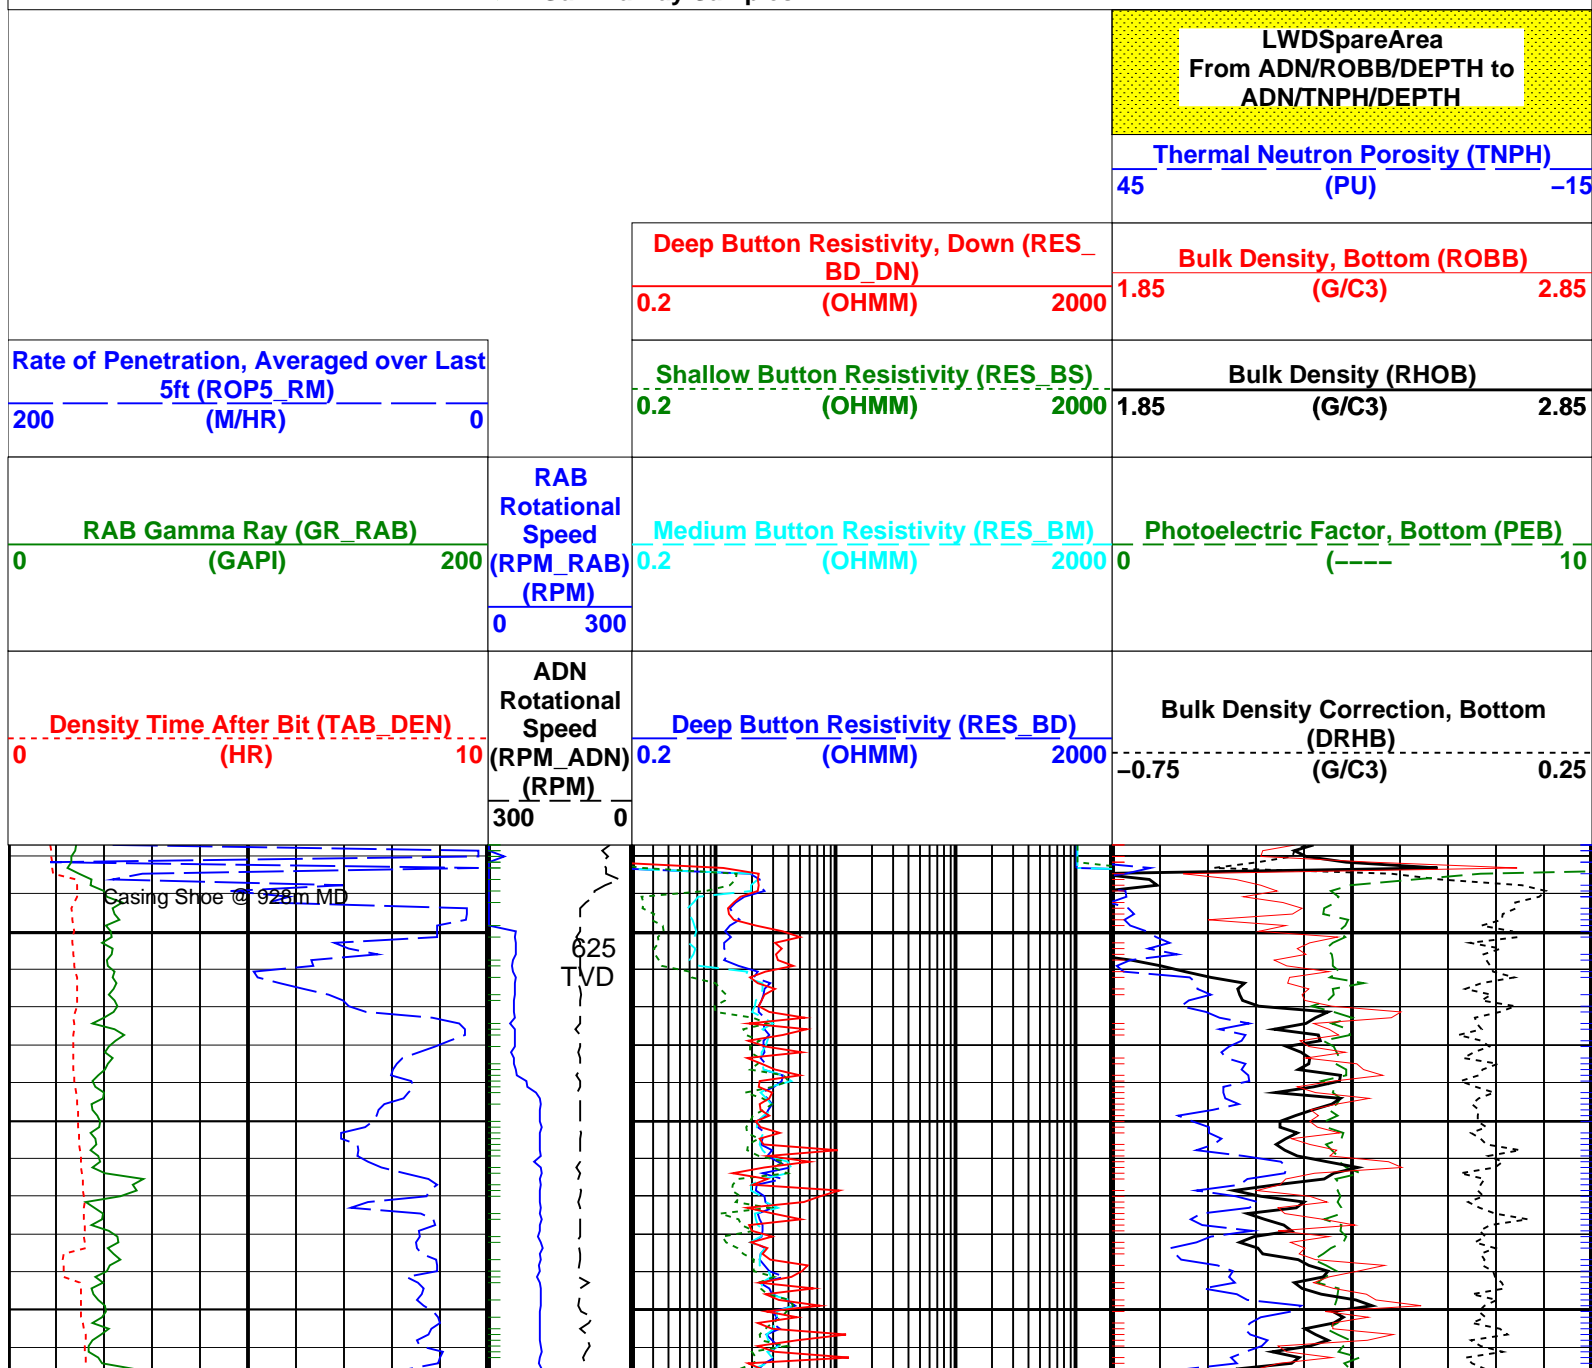 LWDSpareArea
From ADN/ROBB/DEPTH to
ADN/TNPH/DEPTH
Thermal Neutron Porosity (TNPH)
45 (PU) −15
Deep Button Resistivity, Down (RES_
BD_DN)
0.2 (OHMM) 2000
Bulk Density, Bottom (ROBB)
1.85 (G/C3) 2.85
Rate of Penetration, Averaged over Last
5ft (ROP5_RM)
200 (M/HR) 0
Shallow Button Resistivity (RES_BS)
0.2 (OHMM) 2000
Bulk Density (RHOB)
1.85 (G/C3) 2.85
RAB Gamma Ray (GR_RAB)
0 (GAPI) 200
RAB
Rotational
Speed
(RPM_RAB)
(RPM)
0 300
Medium Button Resistivity (RES_BM)
0.2 (OHMM) 2000
Photoelectric Factor, Bottom (PEB)
0 (−−−− 10
Density Time After Bit (TAB_DEN)
0 (HR) 10
ADN
Rotational
Speed
(RPM_ADN)
(RPM)
300 0
Deep Button Resistivity (RES_BD)
0.2 (OHMM) 2000
Bulk Density Correction, Bottom
(DRHB)
−0.75 (G/C3) 0.25
Casing Shoe @ 928m MD
625
TVD